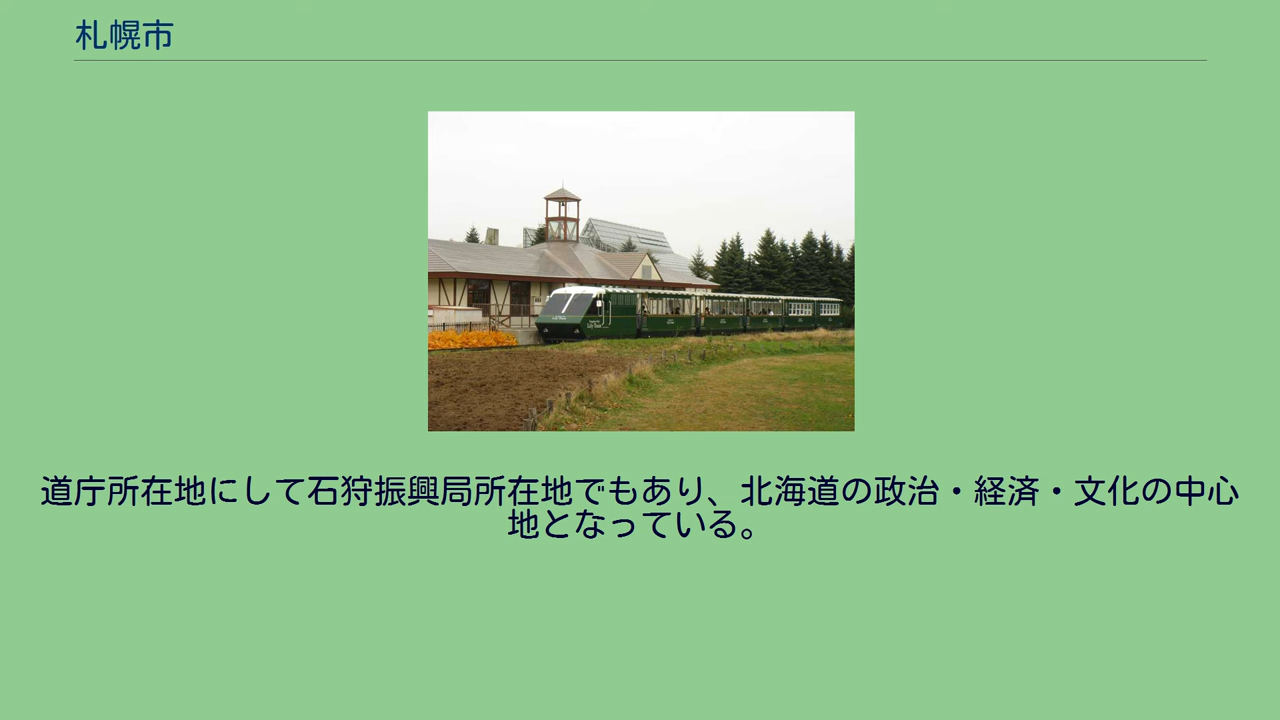 札幌市
道庁所在地にして石狩振興局所在地でもあり、北海道の政治・経済・文化の中心
地となっている。